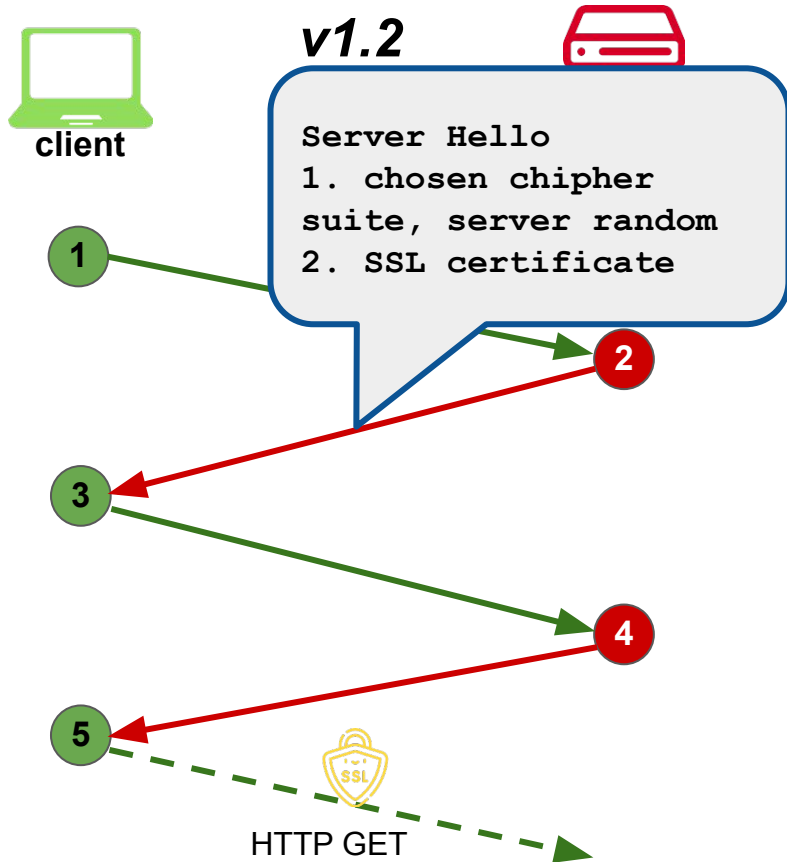 v1.2
client
Server Hello
1. chosen chipher
suite, server random
2. SSL certificate
1
2
3
4
5
SSL
HTTP GET